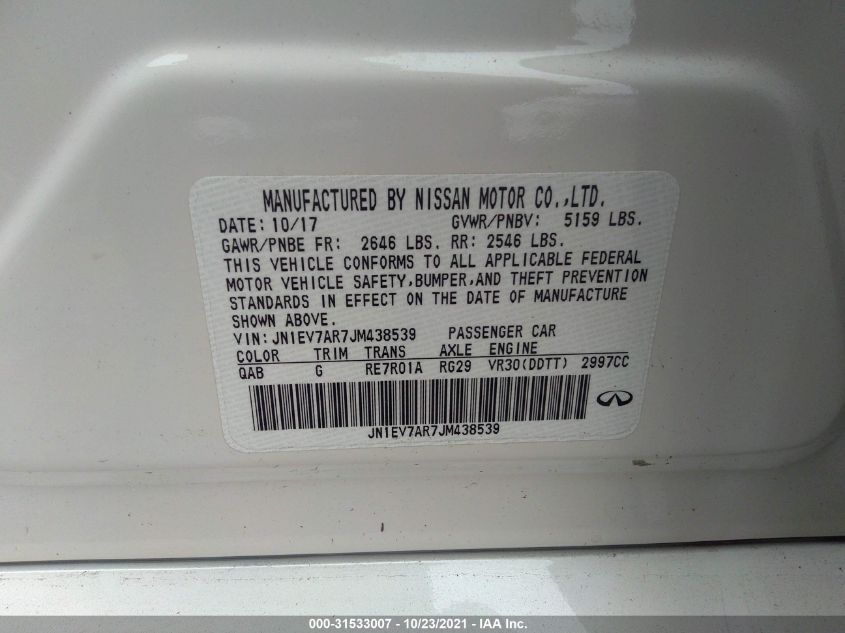 MANUFACTURED BY NISSAN MOTOR CO.,LTD.
DATE: 10/17 GVWR/PNBV: 5159 LBS.
GAWR/PNBE FR: 2646 LBS. RR: 2546 LBS.
THIS VEHICLE CONFORMS TO ALL APPLICABLE FEDERAL
MOTOR VEHICLE SAFETY,BUMPER,AND THEFT PREVENTION
STANDARDS IN EFFECT ON THE DATE OF MANUFACTURE
SHOWN ABOVE.
VIN: JN1EV7AR7JM438539 PASSENGER CAR
COLOR TRIM TRANS AXLE ENGINE
QAB G RE7R01A RG29 VR30(DDTT) 2997CC
JN1EV7AR7JM438539
000-31533007 - 10/23/2021 - IAA Inc.